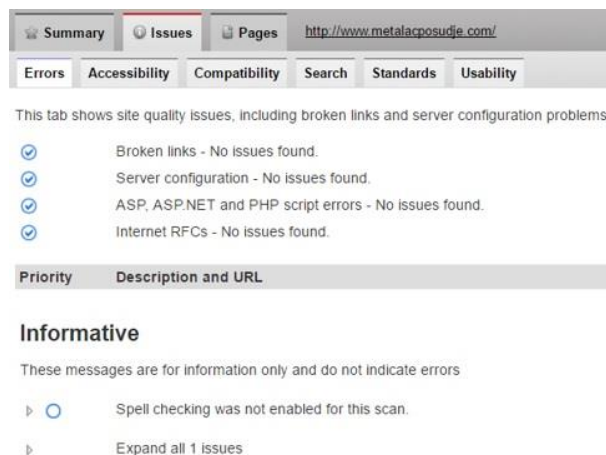 Summary Issues Pages http://www.metalacposudje.com/
Errors Accessibility Compatibility Search Standards Usability
This tab shows site quality issues, including broken links and server configuration problems
Broken links - No issues found.
Server configuration - No issues found.
ASP, ASP.NET and PHP script errors - No issues found.
Internet RFCs - No issues found.
Priority Description and URL
Informative
These messages are for information only and do not indicate errors
Spell checking was not enabled for this scan.
Expand all 1 issues